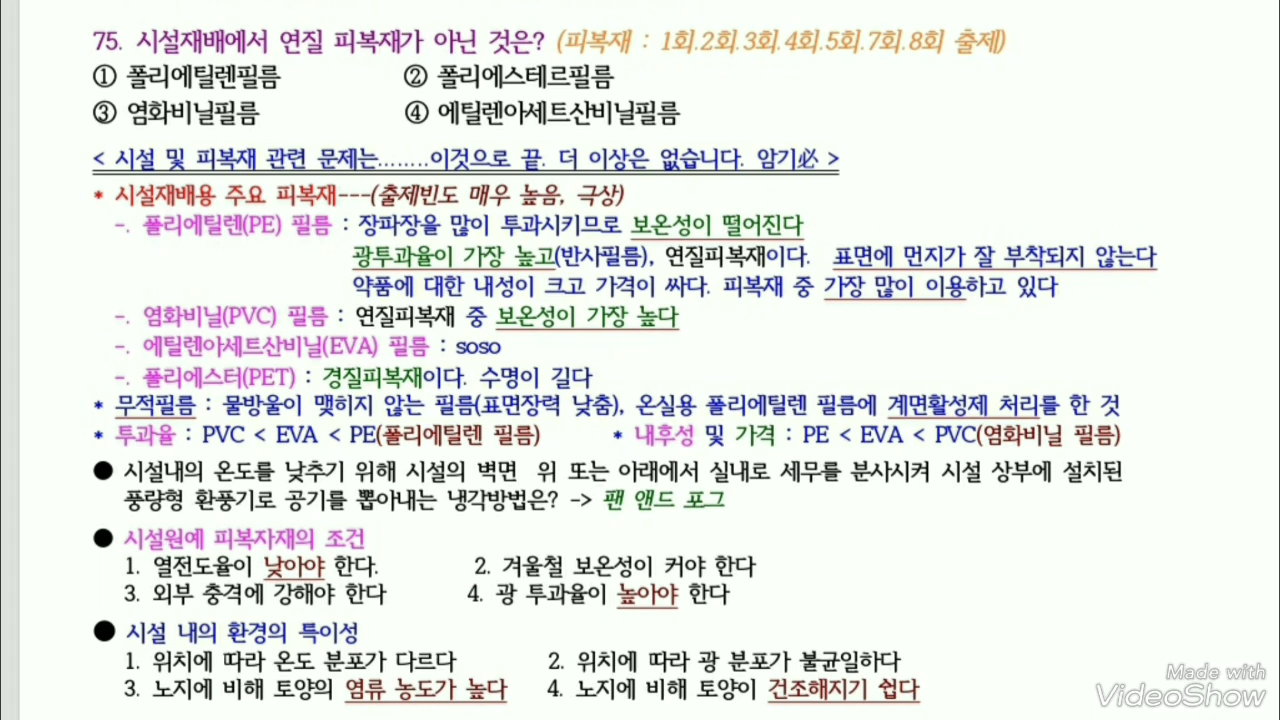 75. 시설재배에서 연질 피복재가 아닌 것은? (피복재 : 1회.2회.3회.4회.5회.7회.8회 출제)
① 폴리에틸렌필름 ② 폴리에스테르필름
③ 염화비닐필름 ④ 에틸렌아세트산비닐필름
< 시설 및 피복재 관련 문제는........이것으로 끝. 더 이상은 없습니다. 암기必 >
* 시설재배용 주요 피복재---(출제빈도 매우 높음, 극상)
-. 폴리에틸렌(PE) 필름 : 장파장을 많이 투과시키므로 보온성이 떨어진다
광투과율이 가장 높고(반사필름), 연질피복재이다. 표면에 먼지가 잘 부착되지 않는다
약품에 대한 내성이 크고 가격이 싸다. 피복재 중 가장 많이 이용하고 있다
-. 염화비닐(PVC) 필름 : 연질피복재 중 보온성이 가장 높다
-. 에틸렌아세트산비닐(EVA) 필름 : soso
-. 폴리에스터(PET) : 경질피복재이다. 수명이 길다
* 무적필름 : 물방울이 맺히지 않는 필름(표면장력 낮춤), 온실용 폴리에틸렌 필름에 계면활성제 처리를 한 것
* 투과율 : PVC < EVA < PE(폴리에틸렌 필름) * 내후성 및 가격 : PE < EVA < PVC(염화비닐 필름)
● 시설내의 온도를 낮추기 위해 시설의 벽면 위 또는 아래에서 실내로 세무를 분사시켜 시설 상부에 설치된
풍량형 환풍기로 공기를 뽑아내는 냉각방법은? -> 팬 앤드 포그
● 시설원예 피복자재의 조건
1. 열전도율이 낮아야 한다. 2. 겨울철 보온성이 커야 한다
3. 외부 충격에 강해야 한다 4. 광 투과율이 높아야 한다
● 시설 내의 환경의 특이성
1. 위치에 따라 온도 분포가 다르다 2. 위치에 따라 광 분포가 불균일하다
3. 노지에 비해 토양의 염류 농도가 높다 4. 노지에 비해 토양이 건조해지기 쉽다
Made with
VideoShow